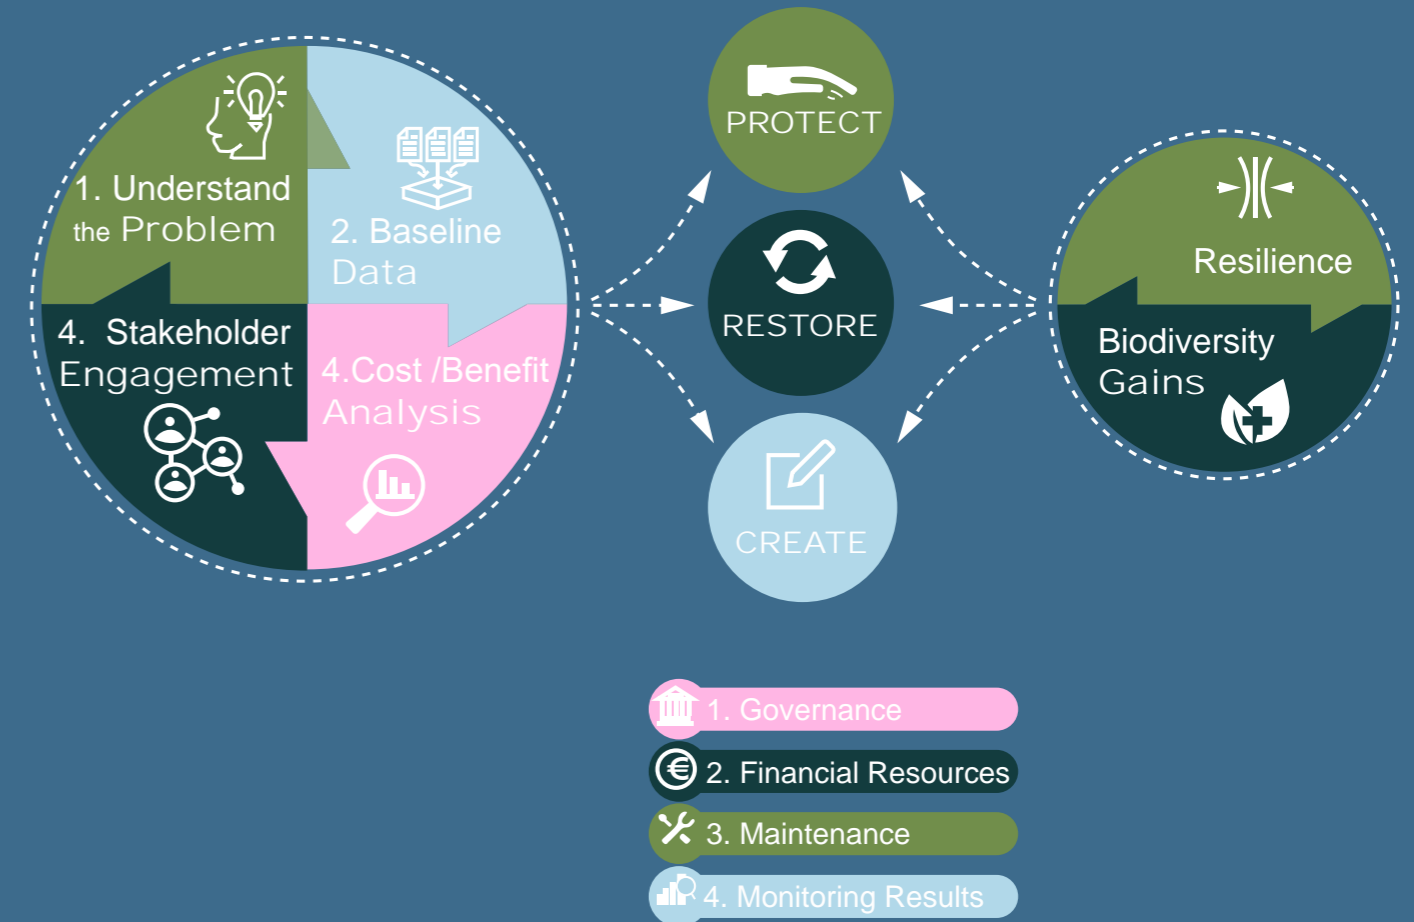 1. Understand
the Problem
2. Baseline
Data
4. Stakeholder
Engagement
4.Cost /Benefit
Analysis
PROTECT
RESTORE
CREATE
Resilience
Biodiversity
Gains
1. Governance
2. Financial Resources
3. Maintenance
4. Monitoring Results